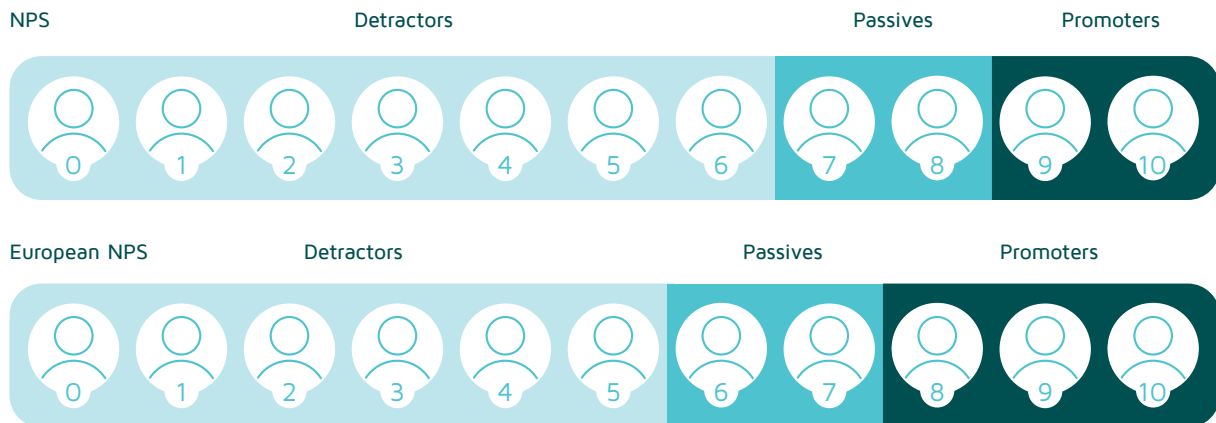 NPS Detractors Passives Promoters
0 1 2 3 4 5 6 7 8 9 10
European NPS Detractors Passives Promoters
0 1 2 3 4 5 6 7 8 9 10